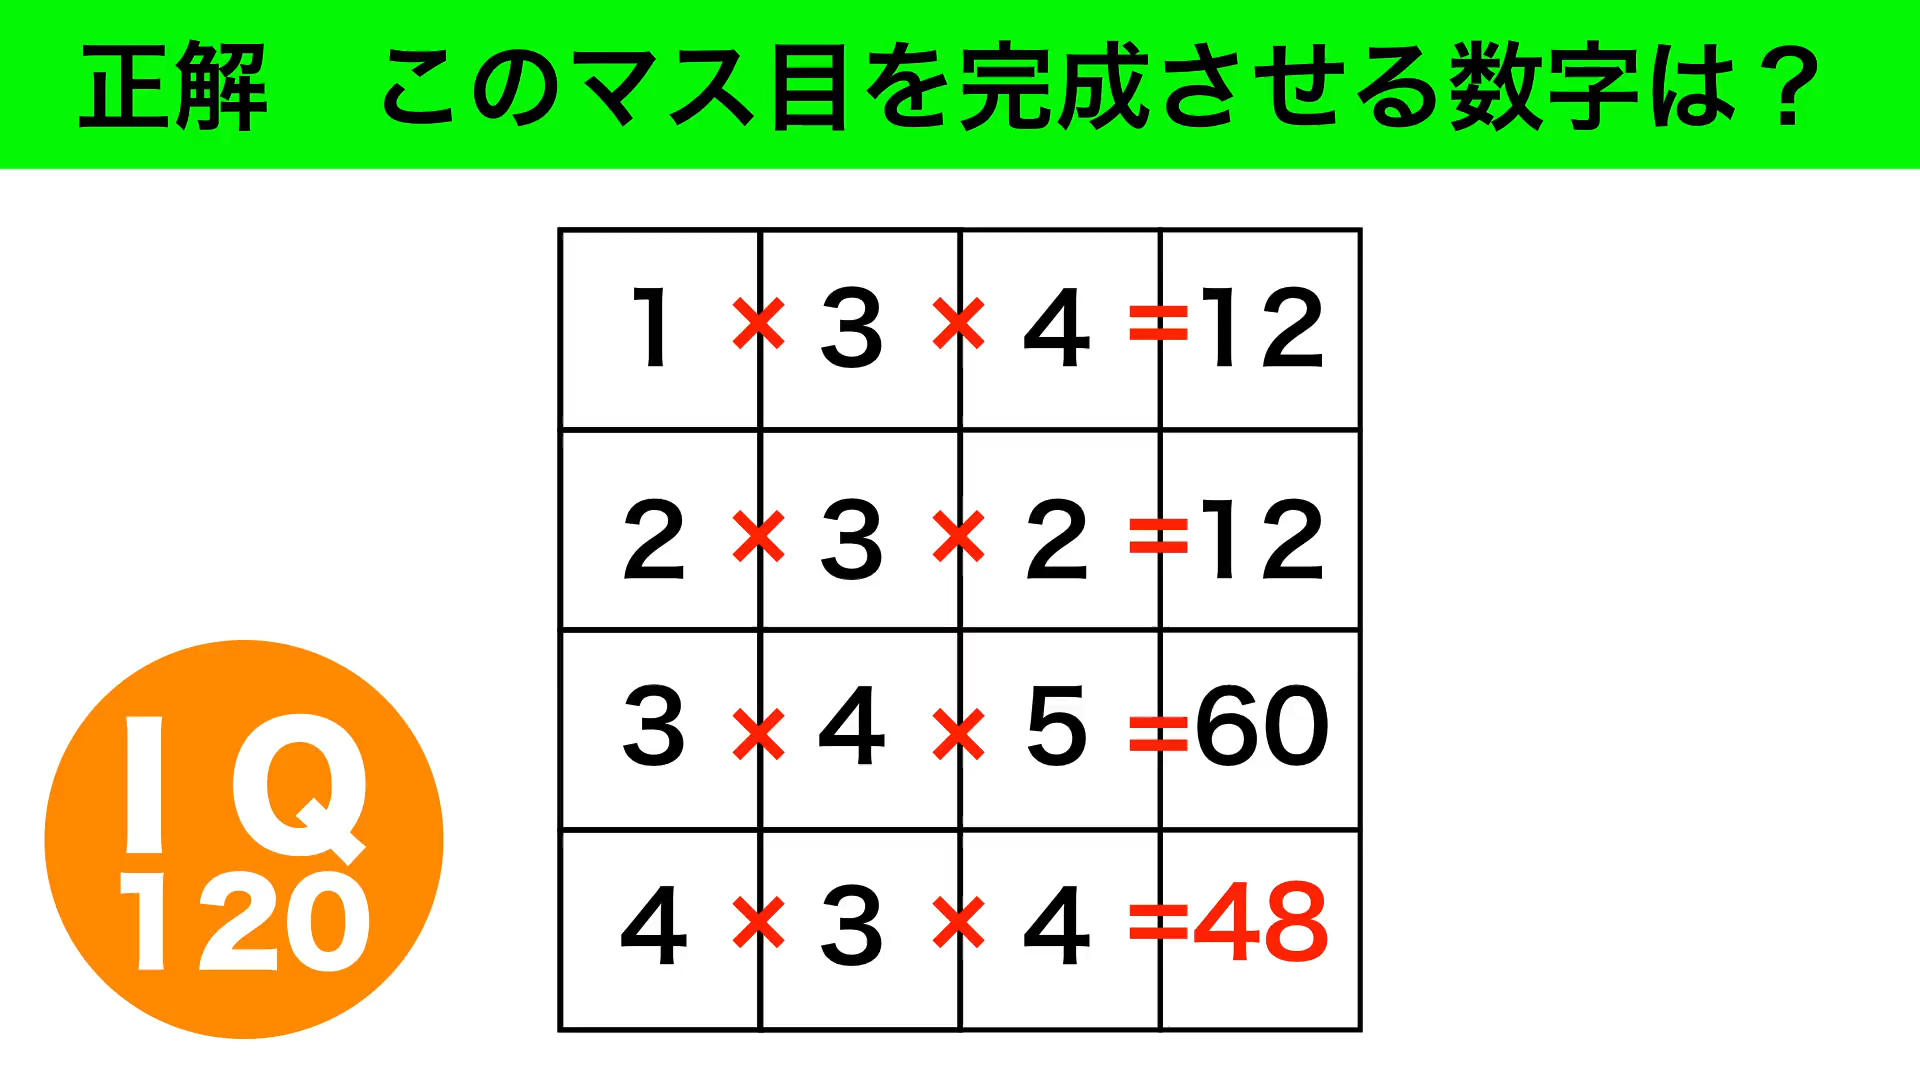 正解　このマス目を完成させる数字は？
1 × 3 × 4 =12
2 × 3 × 2 =12
3 × 4 × 5 =60
4 × 3 × 4 =48
IQ
120